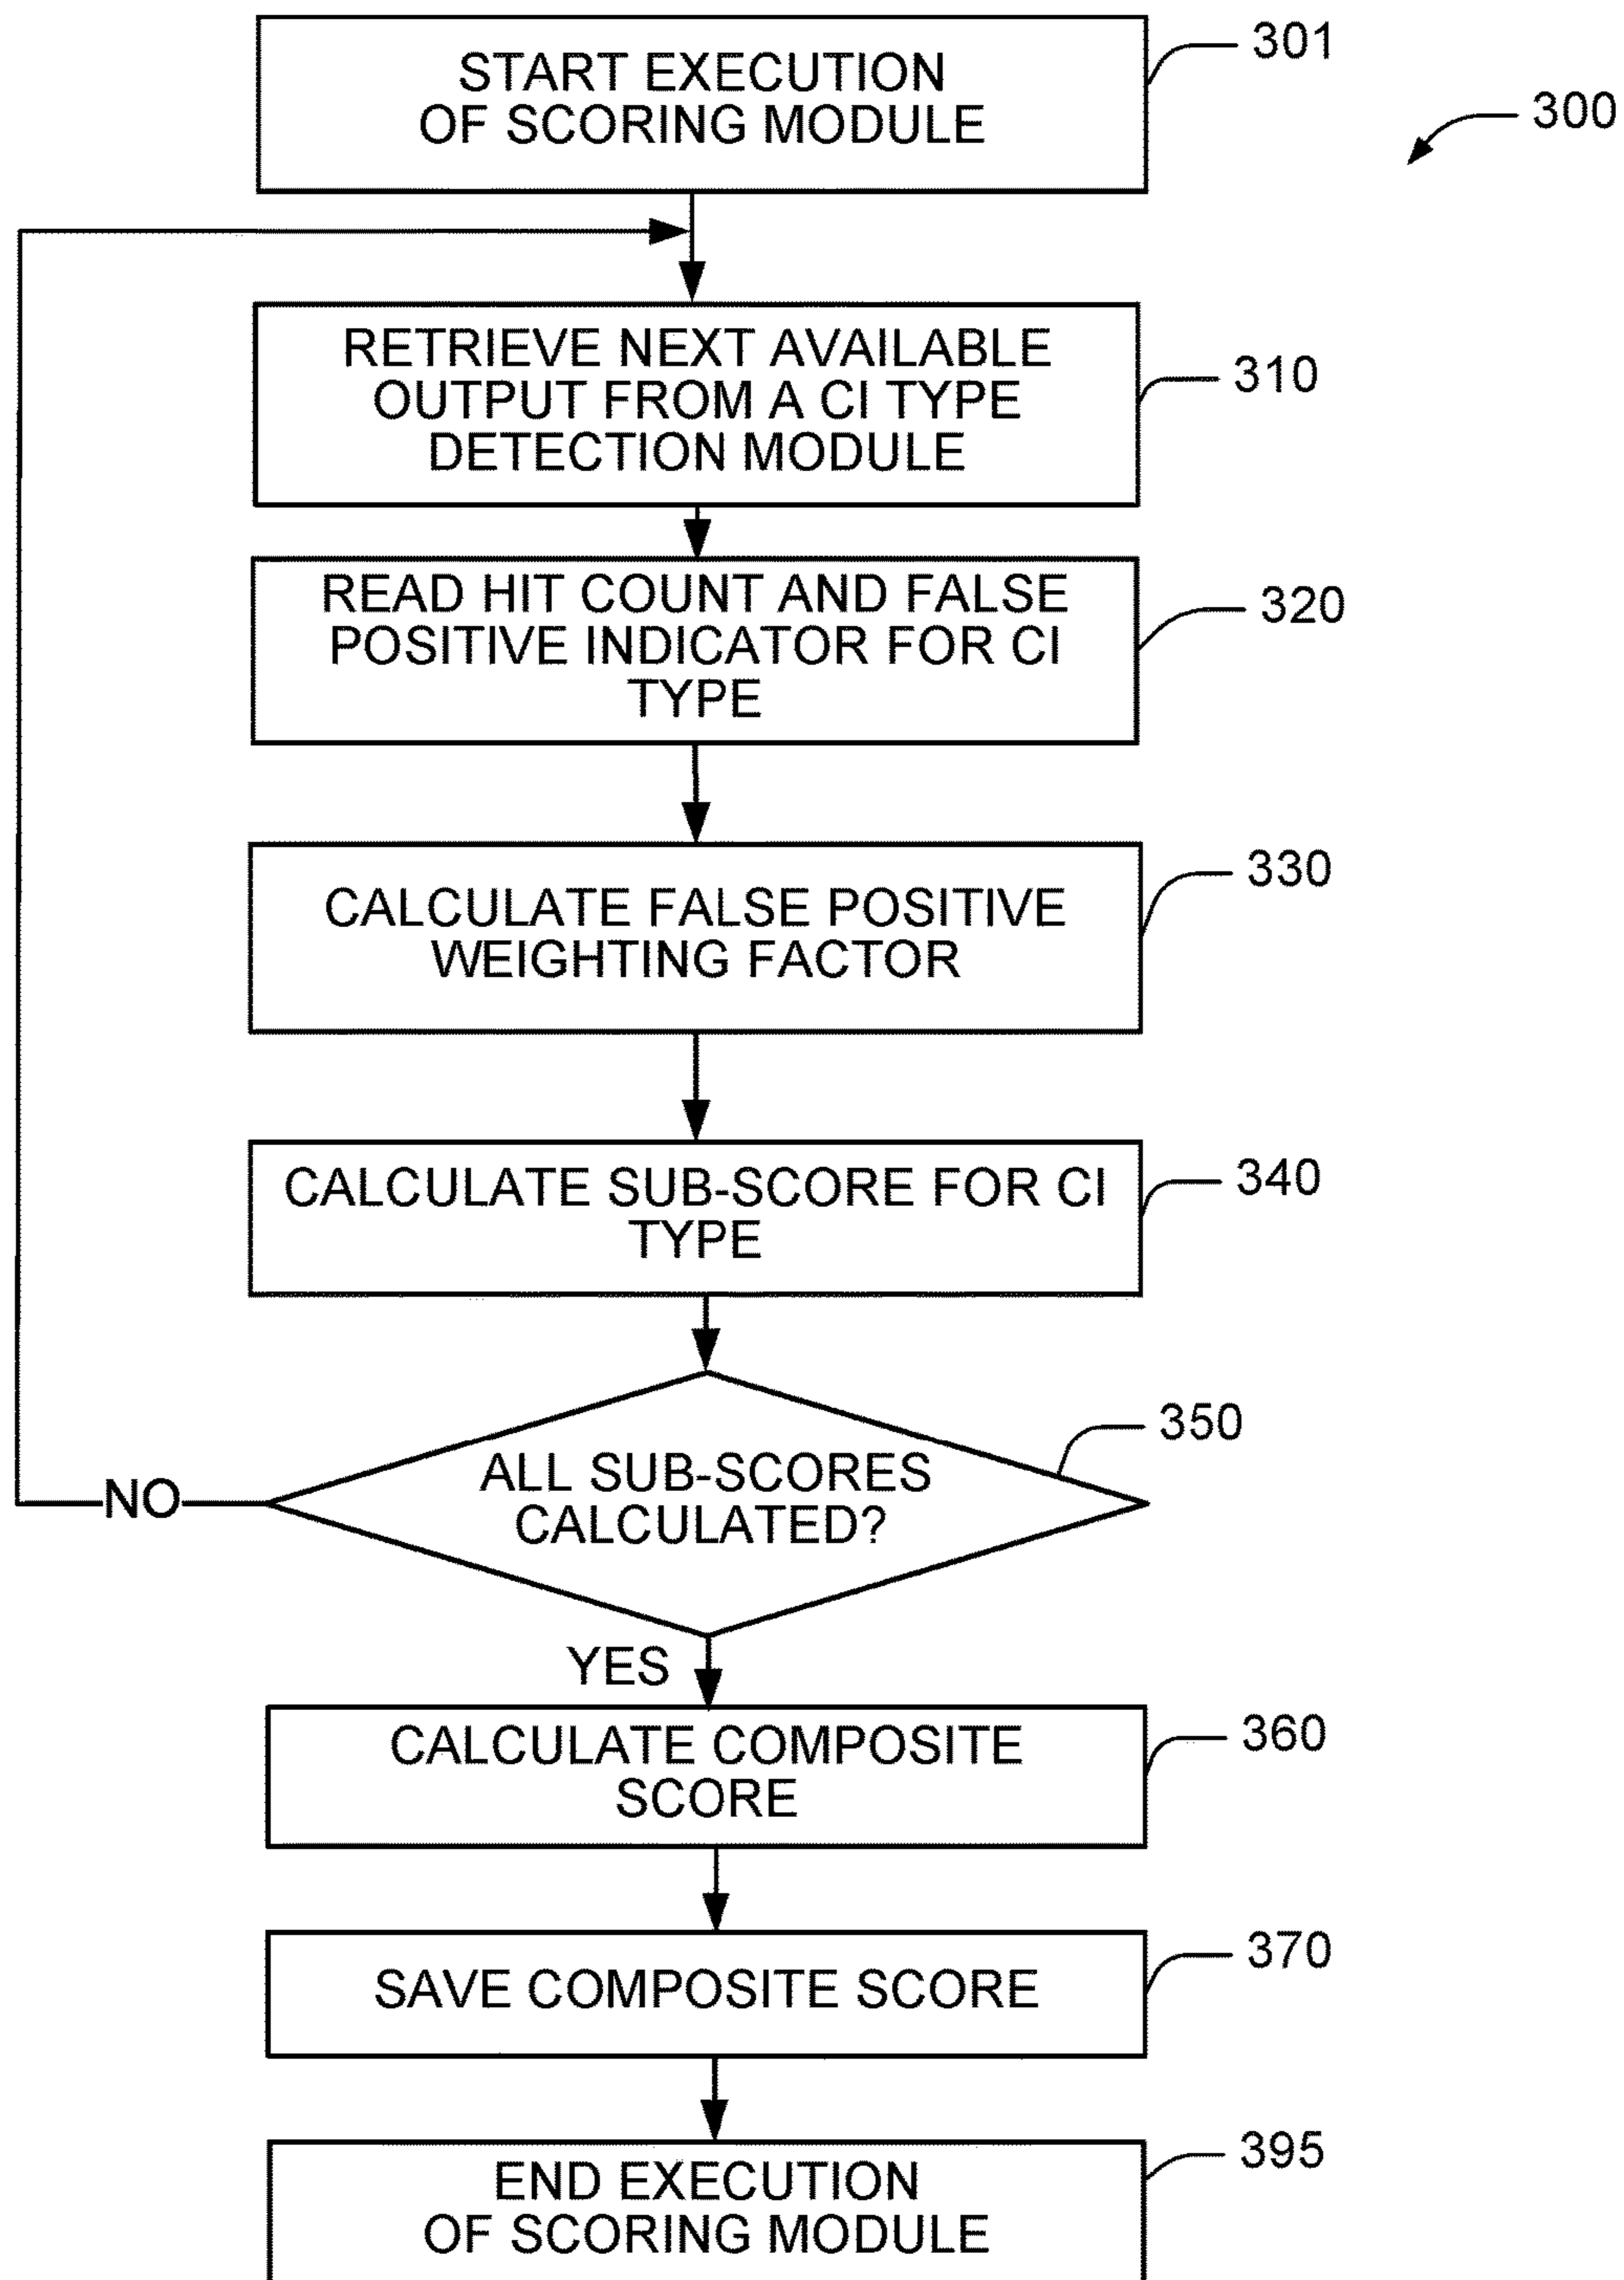 START EXECUTION
OF SCORING MODULE
301
300
RETRIEVE NEXT AVAILABLE
OUTPUT FROM A CI TYPE
DETECTION MODULE
310
READ HIT COUNT AND FALSE
POSITIVE INDICATOR FOR CI
TYPE
320
CALCULATE FALSE POSITIVE
WEIGHTING FACTOR
330
CALCULATE SUB-SCORE FOR CI
TYPE
340
ALL SUB-SCORES
CALCULATED?
350
NO
YES
CALCULATE COMPOSITE
SCORE
360
SAVE COMPOSITE SCORE
370
END EXECUTION
OF SCORING MODULE
395